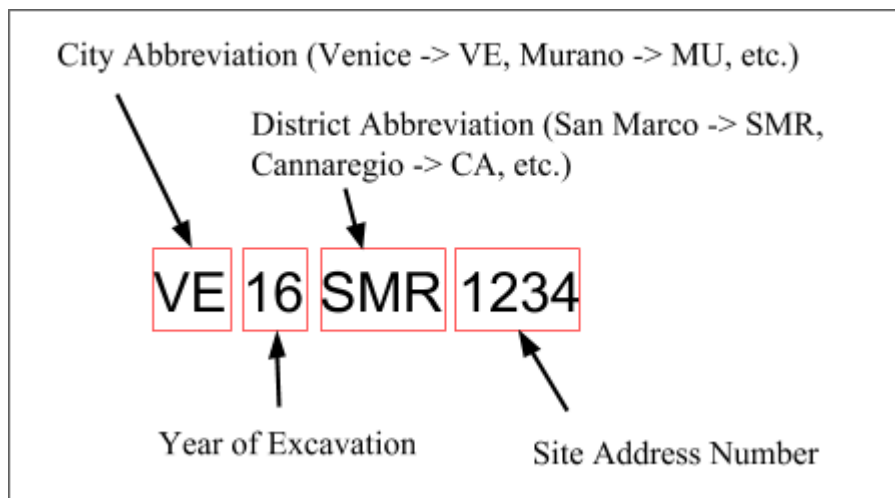 City Abbreviation (Venice -> VE, Murano -> MU, etc.)
District Abbreviation (San Marco -> SMR,
Cannaregio -> CA, etc.)
VE 16 SMR 1234
Year of Excavation
Site Address Number